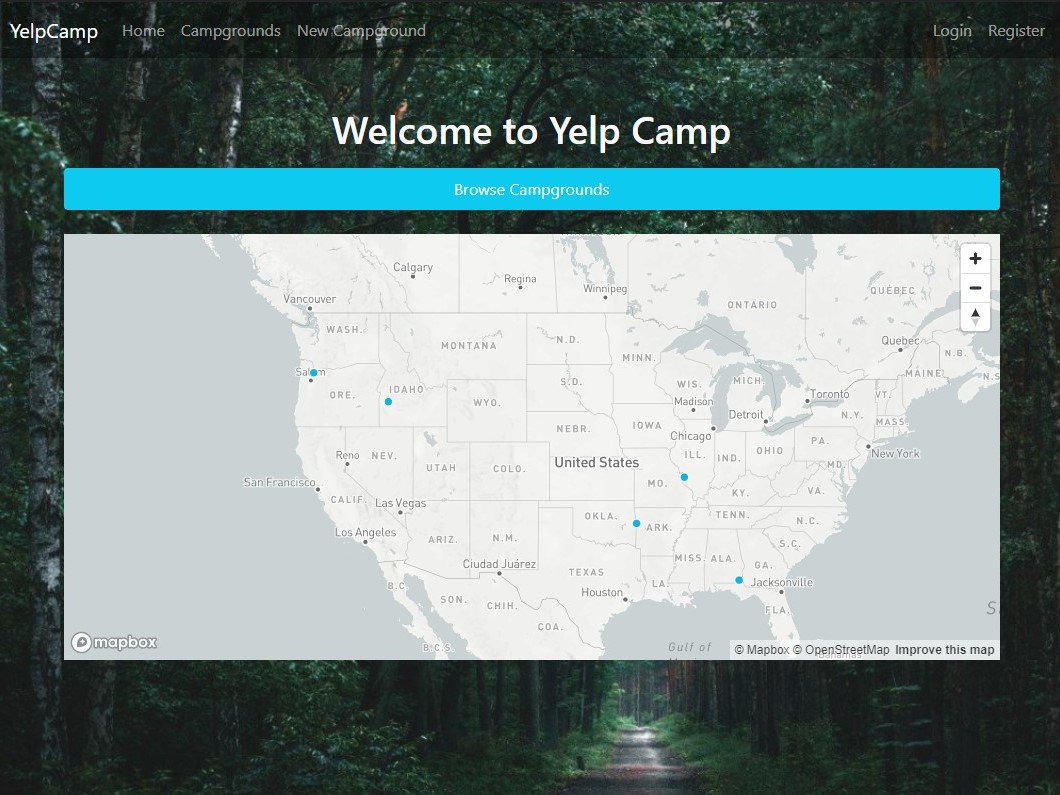 YelpCamp Home Campgrounds New Campground Login Register
Welcome to Yelp Camp
Browse Campgrounds
Calgary
Regina
Winnipeg
Vancouver
ONTARIO
QUÉBEC
WASH.
MONTANA
N.D.
MINN.
Quebec
N.B.
MAINE
N.S
Salem
ORE.
IDAHO
WYO.
S.D.
WIS.
MICH.
Madison
Toronto
VT.
Detroit
N.Y.
MASS.
NEBR.
IOWA
Chicago
Reno
NEV.
UTAH
COLO.
United States
ILL.
IND.
OHIO
PA.
New York
MD.
San Francisco
CALIF.
Las Vegas
MO.
KY.
VA.
Los Angeles
ARIZ.
N.M.
OKLA.
ARK.
TENN.
N.C.
S.C.
Ciudad Juárez
TEXAS
MISS.
ALA.
GA.
B.C.
SON.
CHIH.
Houston
LA.
Jacksonville
FLA.
COA.
S
B.C.S.
Gulf of
mapbox
© Mapbox © OpenStreetMap Improve this map